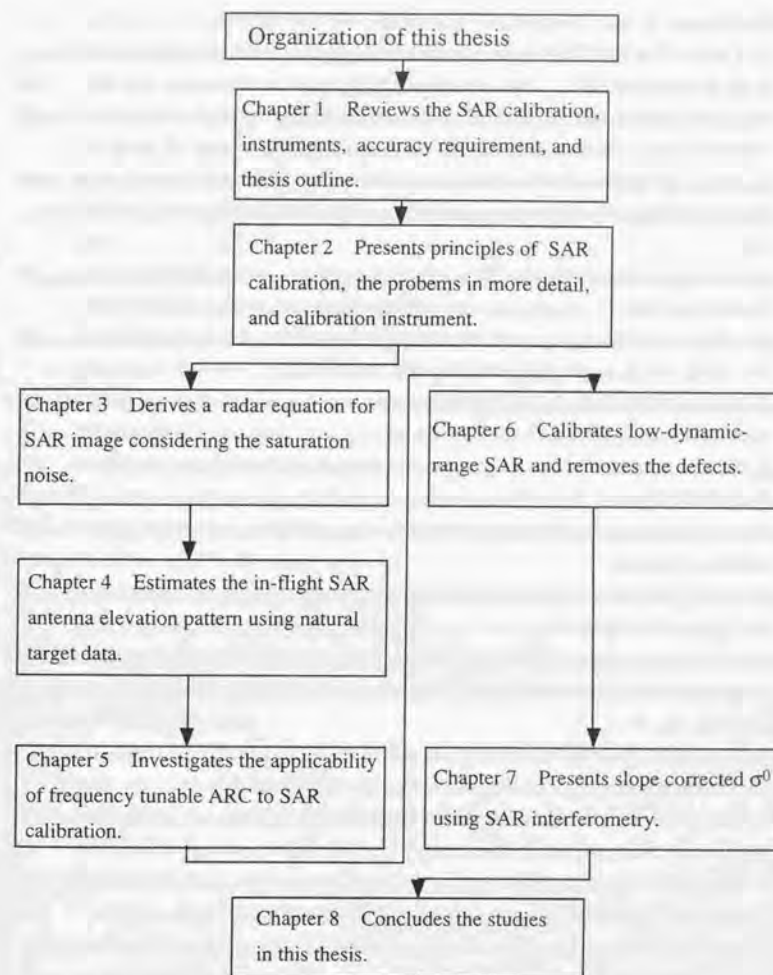 Organization of this thesis
Chapter 1 Reviews the SAR calibration,
instruments, accuracy requirement, and
thesis outline.
Chapter 2 Presents principles of SAR
calibration, the probems in more detail,
and calibration instrument.
Chapter 3 Derives a radar equation for
SAR image considering the saturation
noise.
Chapter 4 Estimates the in-flight SAR
antenna elevation pattern using natural
target data.
Chapter 5 Investigates the applicability
of frequency tunable ARC to SAR
calibration.
Chapter 6 Calibrates low-dynamic-
range SAR and removes the defects.
Chapter 7 Presents slope corrected σ⁰
using SAR interferometry.
Chapter 8 Concludes the studies
in this thesis.